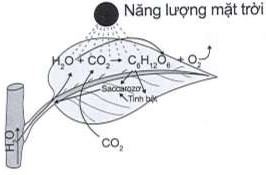 Năng lượng mặt trời
H₂O + CO₂ → C₆H₁₂O₆ + O₂
Saccarozơ
Tinh bột
CO₂
H₂O